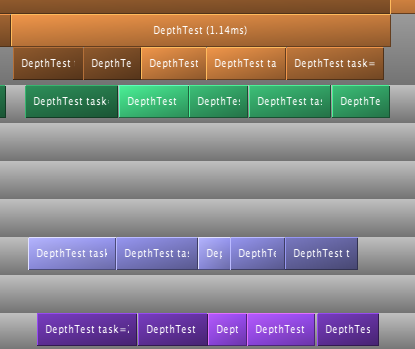 DepthTest (1.14ms)
DepthTest DepthTe DepthTest DepthTest ta DepthTest task=
DepthTest task DepthTest DepthTe DepthTest ta DepthTe
DepthTest task DepthTest ta Dep DepthTe DepthTest t
DepthTest task= DepthTest Dept DepthTest DepthTes